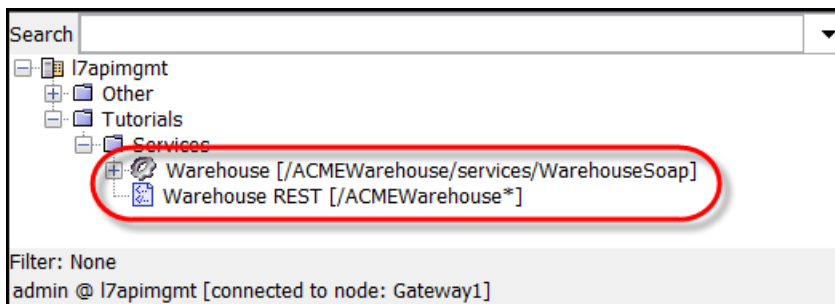 Search
l7apimgmt
Other
Tutorials
Services
Warehouse [/ACMEWarehouse/services/WarehouseSoap]
Warehouse REST [/ACMEWarehouse*]
Filter: None
admin @ l7apimgmt [connected to node: Gateway1]